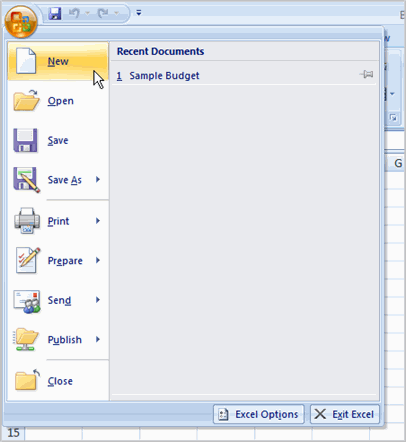 New
Open
Save
Save As
Print
Prepare
Send
Publish
Close
Recent Documents
1 Sample Budget
G
15
Excel Options
Exit Excel